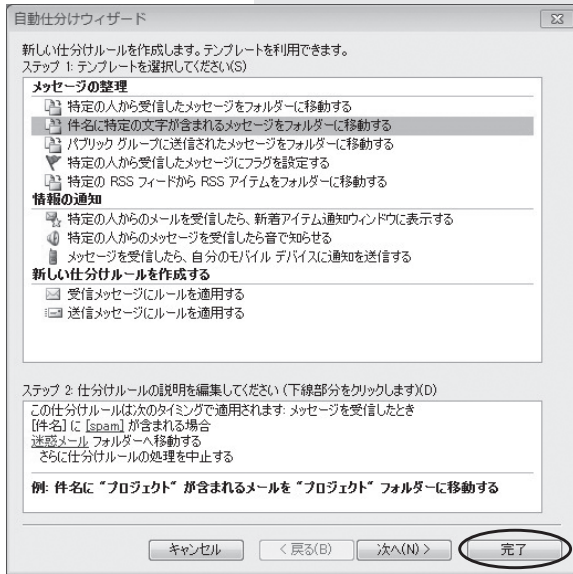 自動仕分けウィザード
新しい仕分けルールを作成します。テンプレートを利用できます。
ステップ 1: テンプレートを選択してください(S)
メッセージの整理
特定の人から受信したメッセージをフォルダーに移動する
件名に特定の文字が含まれるメッセージをフォルダーに移動する
パブリック グループに送信されたメッセージをフォルダーに移動する
特定の人から受信したメッセージにフラグを設定する
特定の RSS フィードから RSS アイテムをフォルダーに移動する
情報の通知
特定の人からのメールを受信したら、新着アイテム通知ウィンドウに表示する
特定の人からのメッセージを受信したら音で知らせる
メッセージを受信したら、自分のモバイル デバイスに通知を送信する
新しい仕分けルールを作成する
受信メッセージにルールを適用する
送信メッセージにルールを適用する
ステップ 2: 仕分けルールの説明を編集してください (下線部分をクリックします)(D)
この仕分けルールは次のタイミングで適用されます: メッセージを受信したとき
[件名] に [spam] が含まれる場合
迷惑メール フォルダーへ移動する
さらに仕分けルールの処理を中止する
例: 件名に "プロジェクト" が含まれるメールを "プロジェクト" フォルダーに移動する
キャンセル
< 戻る(B)
次へ(N) >
完了